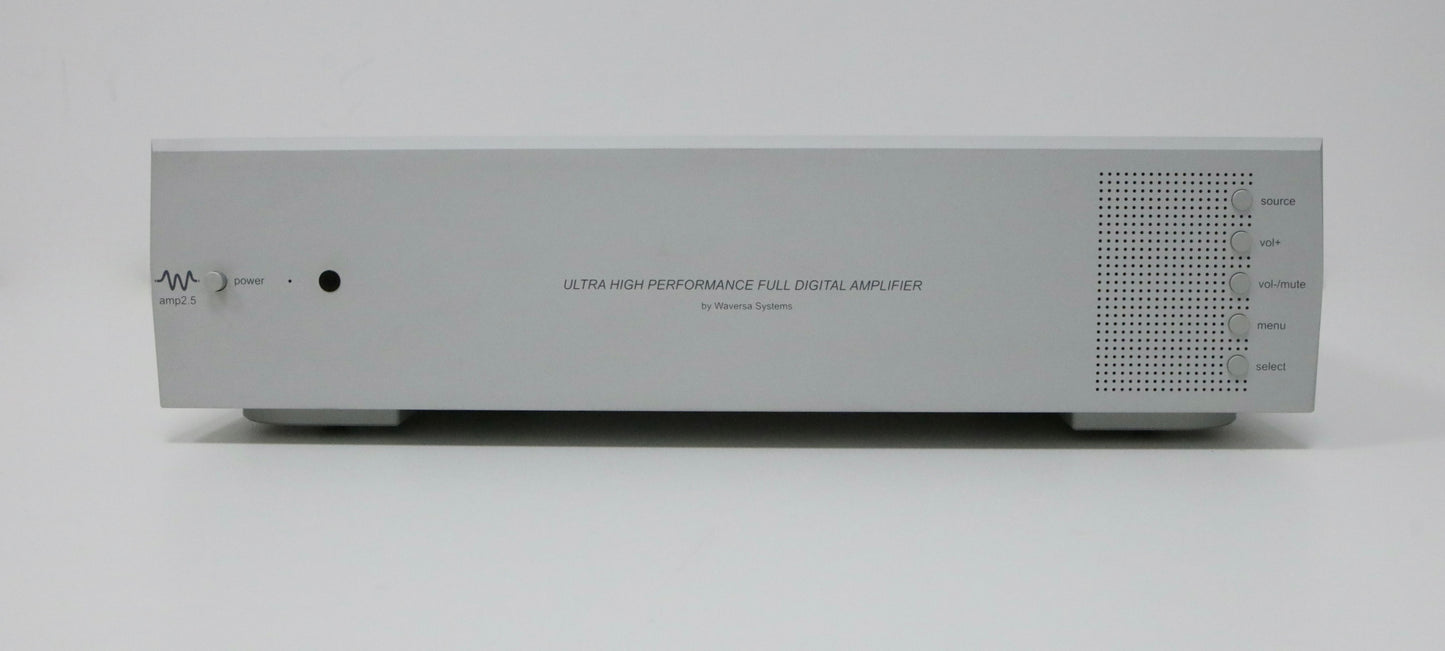 amp2.5
power
ULTRA HIGH PERFORMANCE FULL DIGITAL AMPLIFIER
by Waversa Systems
source
vol+
vol-/mute
menu
select